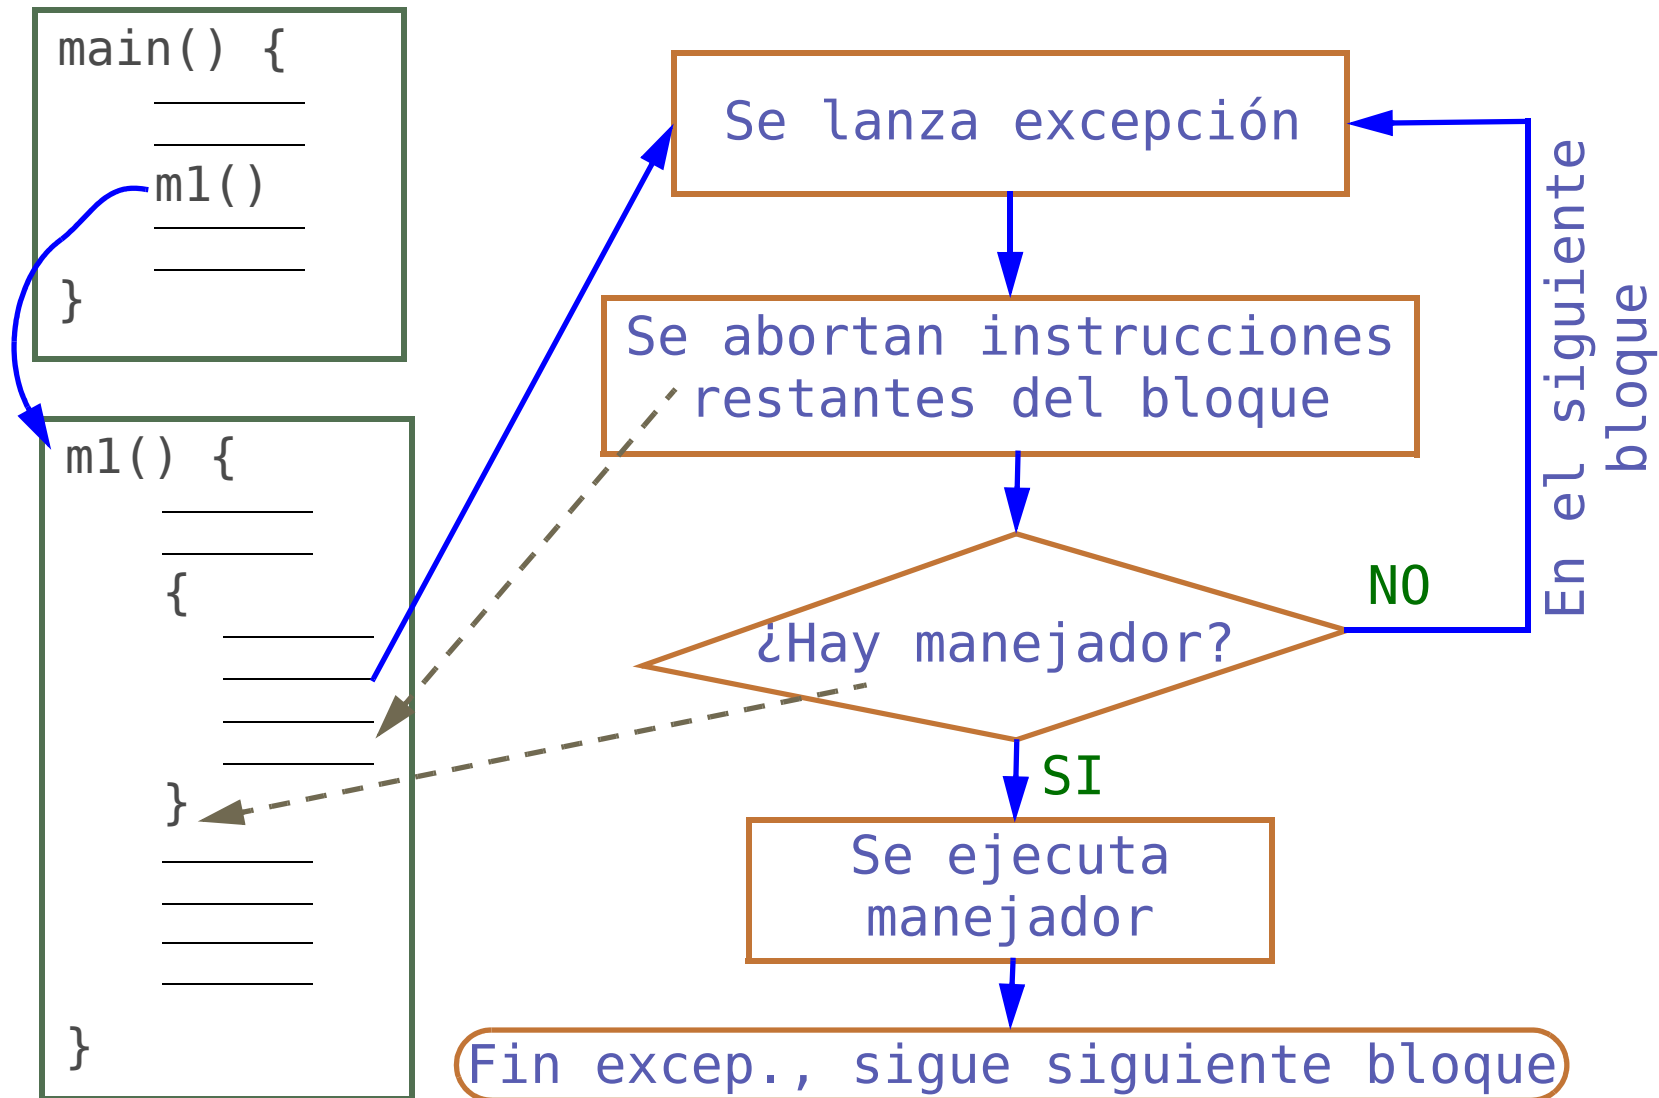 main() {
m1()
}
m1() {
{
}
}
Se lanza excepción
Se abortan instrucciones
restantes del bloque
¿Hay manejador?
NO
En el siguiente
bloque
SI
Se ejecuta
manejador
Fin excep., sigue siguiente bloque